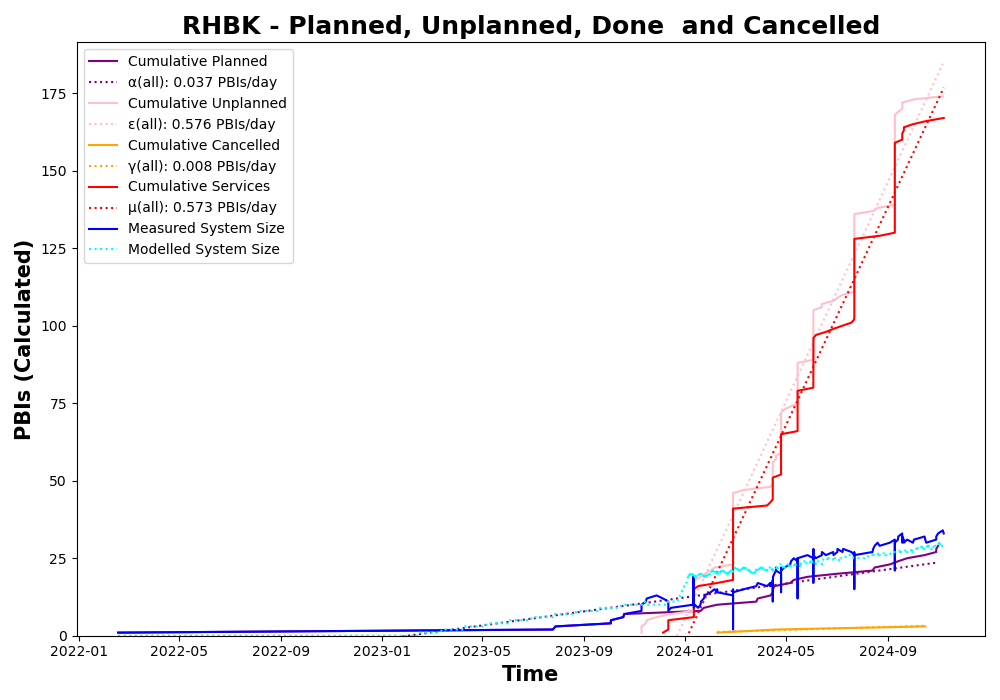 RHBK - Planned, Unplanned, Done  and Cancelled
Cumulative Planned
α(all): 0.037 PBIs/day
Cumulative Unplanned
ε(all): 0.576 PBIs/day
Cumulative Cancelled
γ(all): 0.008 PBIs/day
Cumulative Services
μ(all): 0.573 PBIs/day
Measured System Size
Modelled System Size
PBIs (Calculated)
175
150
125
100
75
50
25
0
2022-01
2022-05
2022-09
2023-01
2023-05
2023-09
2024-01
2024-05
2024-09
Time